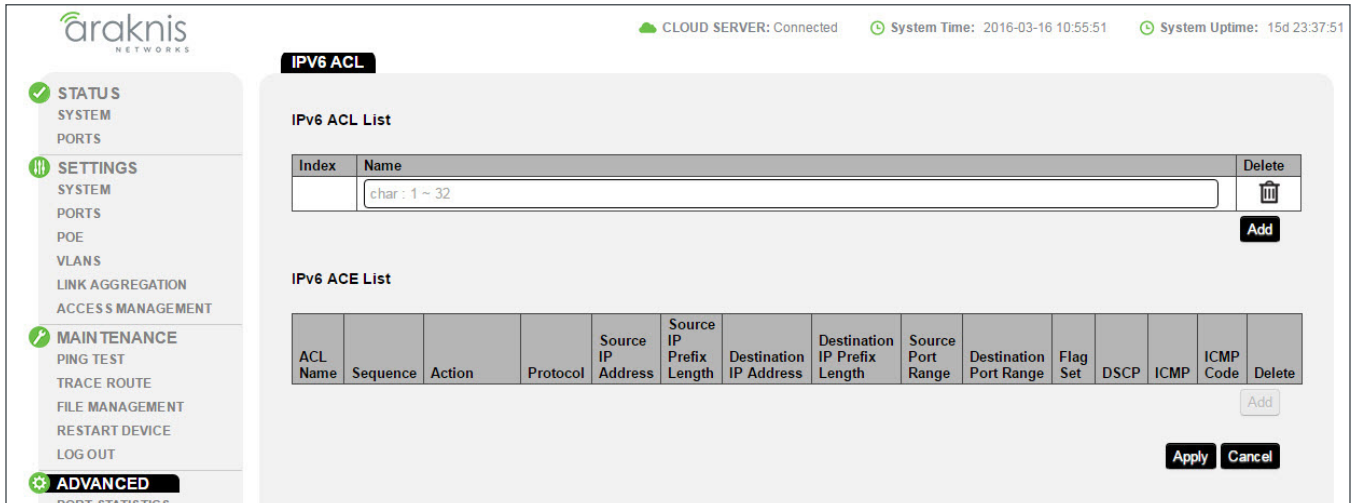 araknis
NETWORKS
CLOUD SERVER: Connected
System Time: 2016-03-16 10:55:51
System Uptime: 15d 23:37:51
IPV6 ACL
STATUS
SYSTEM
PORTS
SETTINGS
SYSTEM
PORTS
POE
VLANS
LINK AGGREGATION
ACCESS MANAGEMENT
MAINTENANCE
PING TEST
TRACE ROUTE
FILE MANAGEMENT
RESTART DEVICE
LOG OUT
ADVANCED
PORT STATISTICS
IPv6 ACL List
Index Name Delete
char : 1 ~ 32
Add
IPv6 ACE List
ACL Name
Sequence
Action
Protocol
Source IP Address
Source IP Prefix Length
Destination IP Address
Destination IP Prefix Length
Source Port Range
Destination Port Range
Flag Set
DSCP
ICMP
ICMP Code
Delete
Add
Apply Cancel